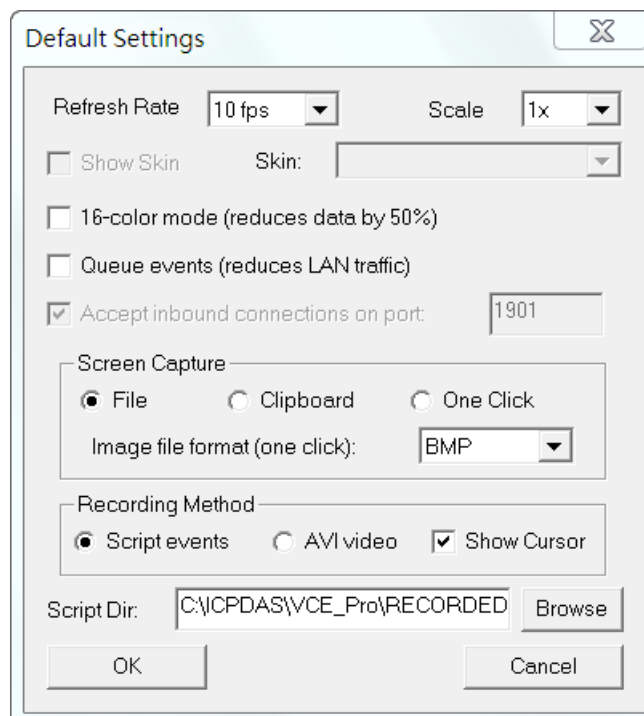 Default Settings
Refresh Rate 10 fps Scale 1x
Show Skin Skin:
16-color mode (reduces data by 50%)
Queue events (reduces LAN traffic)
Accept inbound connections on port: 1901
Screen Capture
File Clipboard One Click
Image file format (one click): BMP
Recording Method
Script events AVI video Show Cursor
Script Dir: C:\ICPDAS\VCE_Pro\RECORDED Browse
OK Cancel